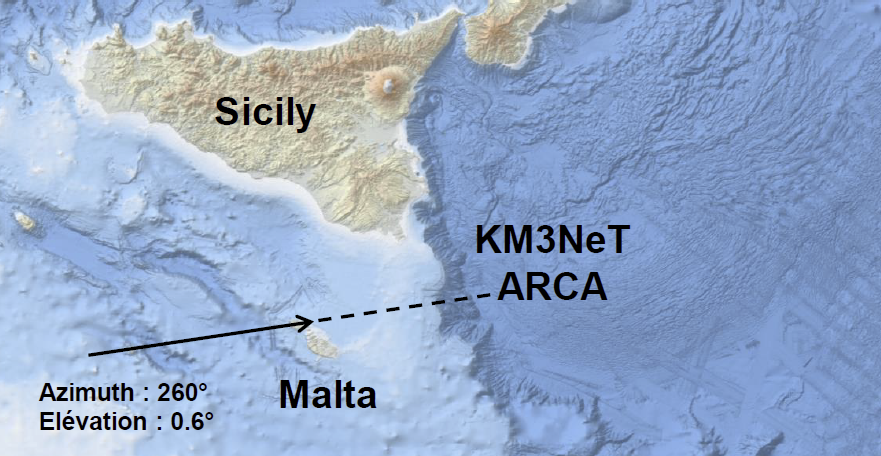 Sicily
KM3NeT
ARCA
Malta
Azimuth : 260°
Elévation : 0.6°